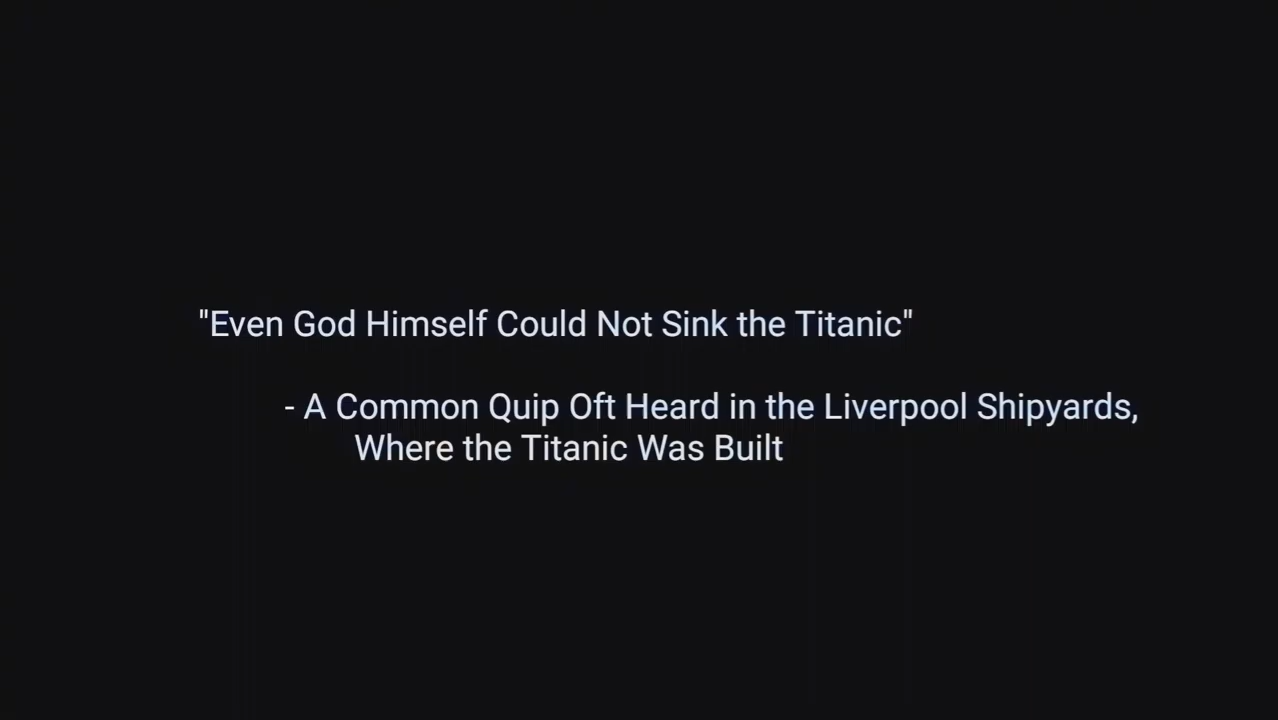 "Even God Himself Could Not Sink the Titanic"
- A Common Quip Oft Heard in the Liverpool Shipyards,
Where the Titanic Was Built